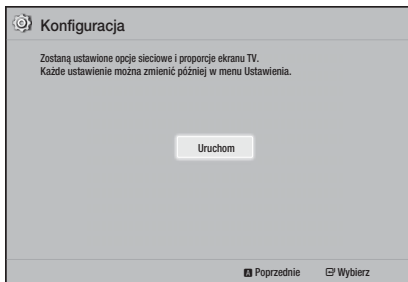 Konfiguracja
Zostaną ustawione opcje sieciowe i proporcje ekranu TV.
Każde ustawienie można zmienić później w menu Ustawienia.
Uruchom
A Poprzednie Wybierz